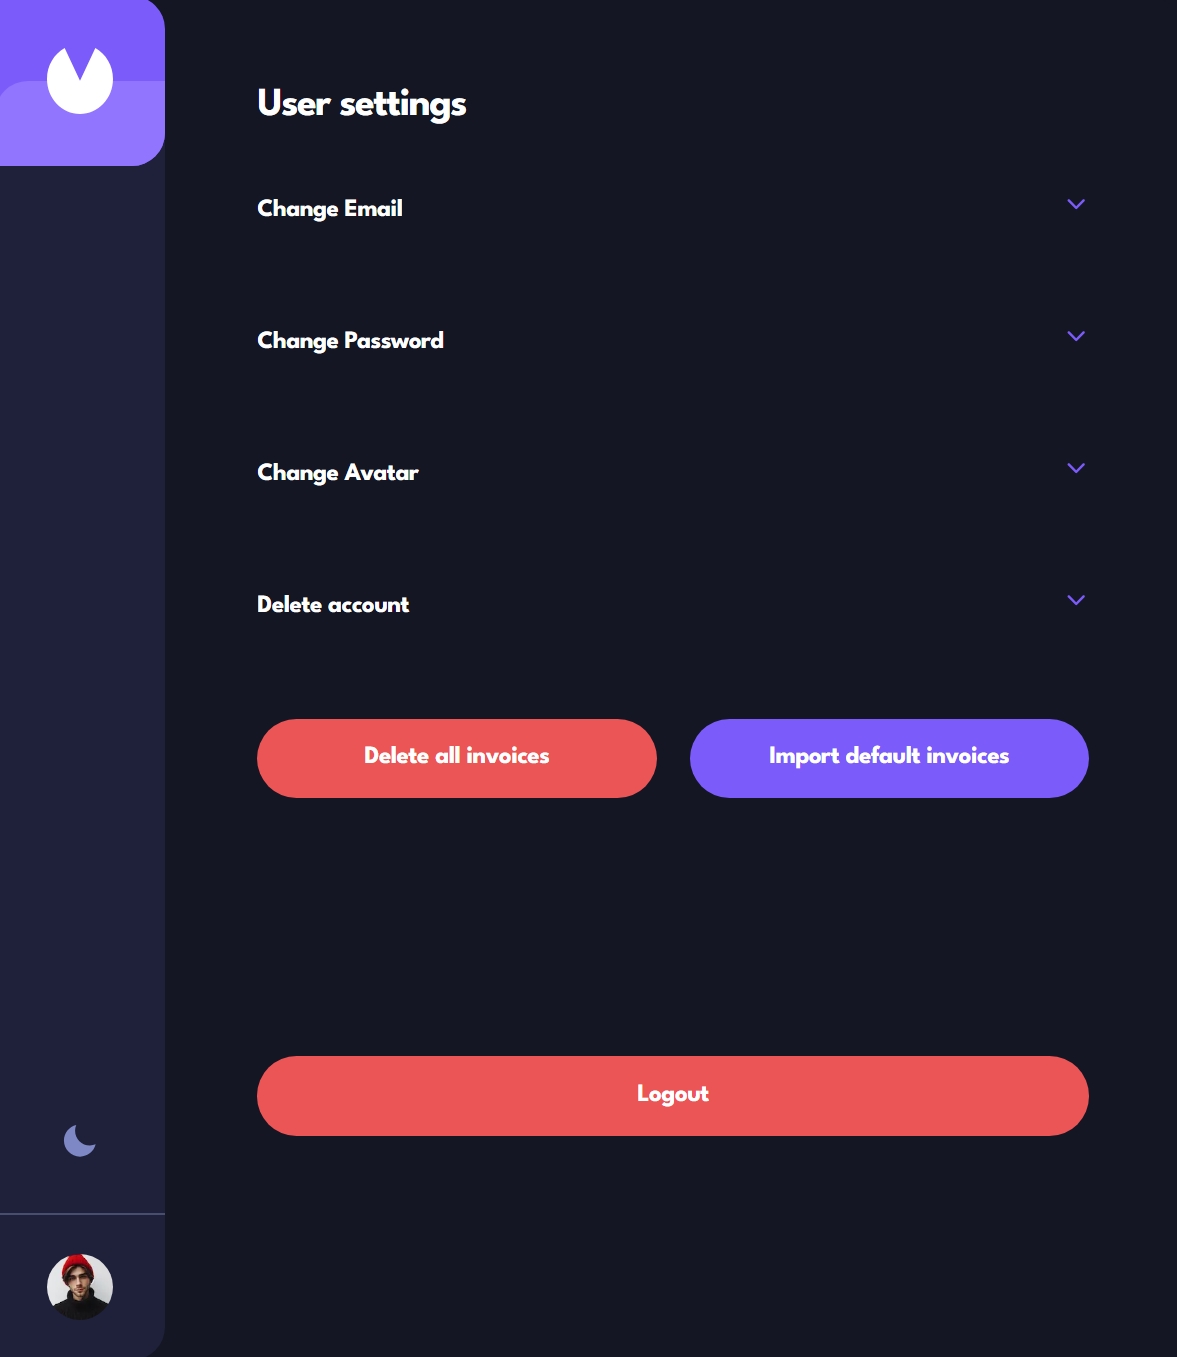 User settings
Change Email
Change Password
Change Avatar
Delete account
Delete all invoices
Import default invoices
Logout